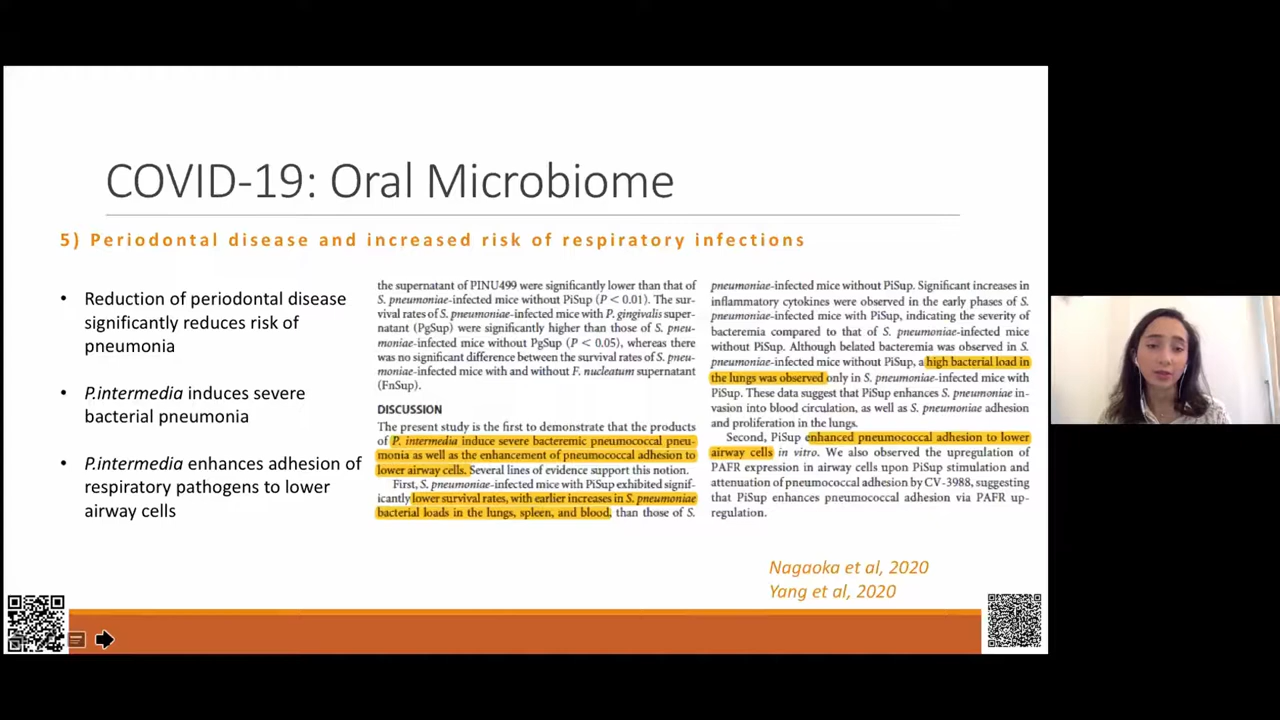 COVID-19: Oral Microbiome
5) Periodontal disease and increased risk of respiratory infections
• Reduction of periodontal disease
significantly reduces risk of
pneumonia
• P.intermedia induces severe
bacterial pneumonia
• P.intermedia enhances adhesion of
respiratory pathogens to lower
airway cells
the supernatant of PINU499 were significantly lower than that of
S. pneumoniae-infected mice without PiSup (P < 0.01). The sur-
vival rates of S. pneumoniae-infected mice with P. gingivalis super-
natant (PgSup) were significantly higher than those of S. pneu-
moniae-infected mice without PgSup (P < 0.05), whereas there
was no significant difference between the survival rates of S. pneu-
moniae-infected mice with and without F. nucleatum supernatant
(FnSup).
DISCUSSION
The present study is the first to demonstrate that the products
of P. intermedia induce severe bacteremic pneumococcal pneu-
monia as well as the enhancement of pneumococcal adhesion to
lower airway cells. Several lines of evidence support this notion.
First, S. pneumoniae-infected mice with PiSup exhibited signif-
icantly lower survival rates, with earlier increases in S. pneumoniae
bacterial loads in the lungs, spleen, and blood, than those of S.
pneumoniae-infected mice without PiSup. Significant increases in
inflammatory cytokines were observed in the early phases of S.
pneumoniae-infected mice with PiSup, indicating the severity of
bacteremia compared to that of S. pneumoniae-infected mice
without PiSup. Although belated bacteremia was observed in S.
pneumoniae-infected mice without PiSup, a high bacterial load in
the lungs was observed only in S. pneumoniae-infected mice with
PiSup. These data suggest that PiSup enhances S. pneumoniae in-
vasion into blood circulation, as well as S. pneumoniae adhesion
and proliferation in the lungs.
Second, PiSup enhanced pneumococcal adhesion to lower
airway cells in vitro. We also observed the upregulation of
PAFR expression in airway cells upon PiSup stimulation and
attenuation of pneumococcal adhesion by CV-3988, suggesting
that PiSup enhances pneumococcal adhesion via PAFR up-
regulation.
Nagaoka et al, 2020
Yang et al, 2020